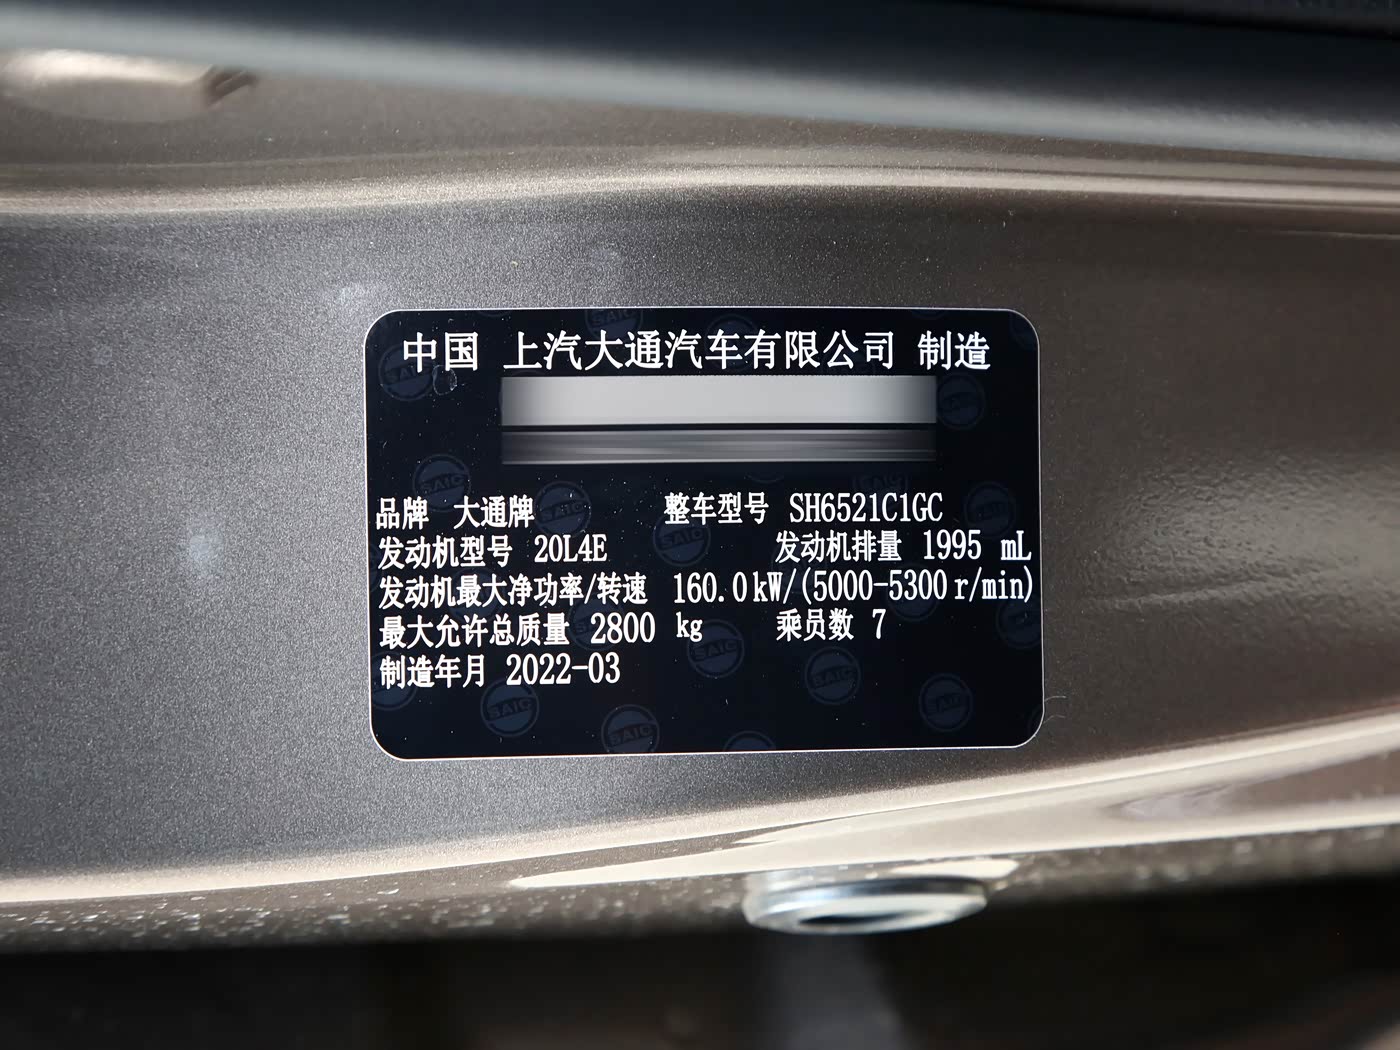 中国 上汽大通汽车有限公司 制造
品牌 大通牌 整车型号 SH6521C1GC
发动机型号 20L4E 发动机排量 1995 mL
发动机最大净功率/转速 160.0kW/(5000-5300r/min)
最大允许总质量 2800 kg 乘员数 7
制造年月 2022-03